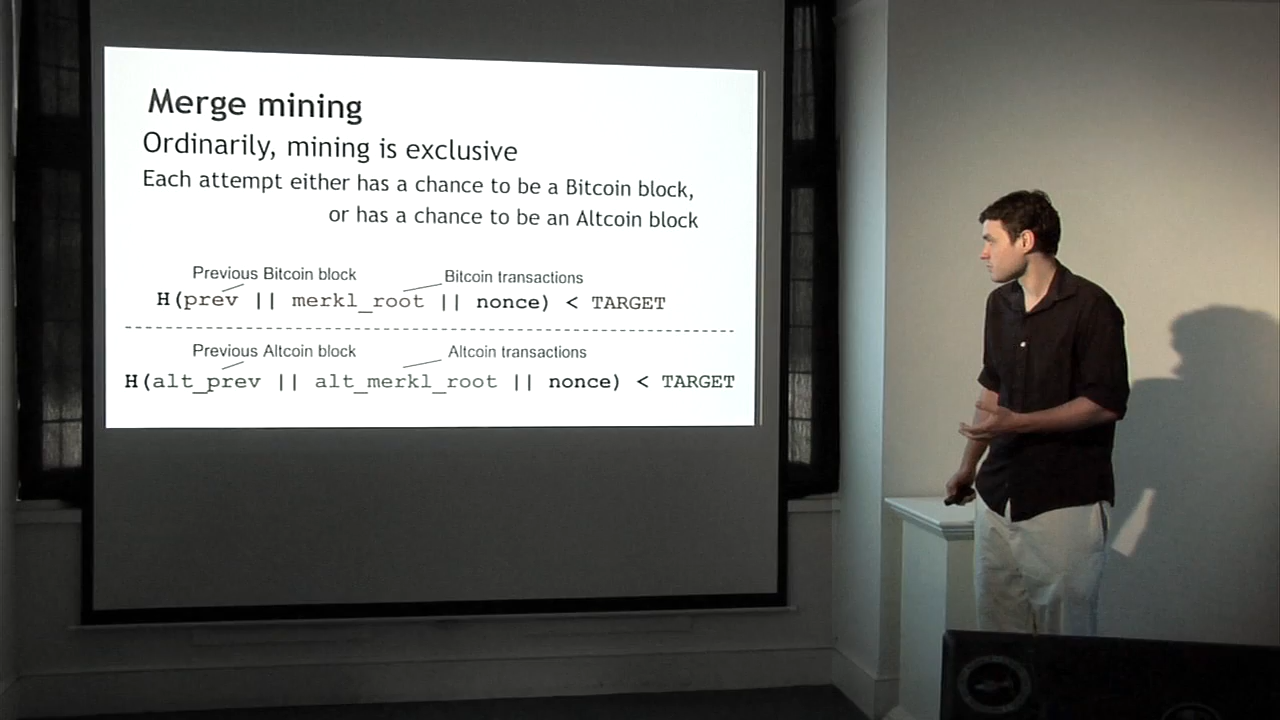 Merge mining
Ordinarily, mining is exclusive
Each attempt either has a chance to be a Bitcoin block,
or has a chance to be an Altcoin block
Previous Bitcoin block
Bitcoin transactions
H(prev || merkl_root || nonce) < TARGET
Previous Altcoin block
Altcoin transactions
H(alt_prev || alt_merkl_root || nonce) < TARGET